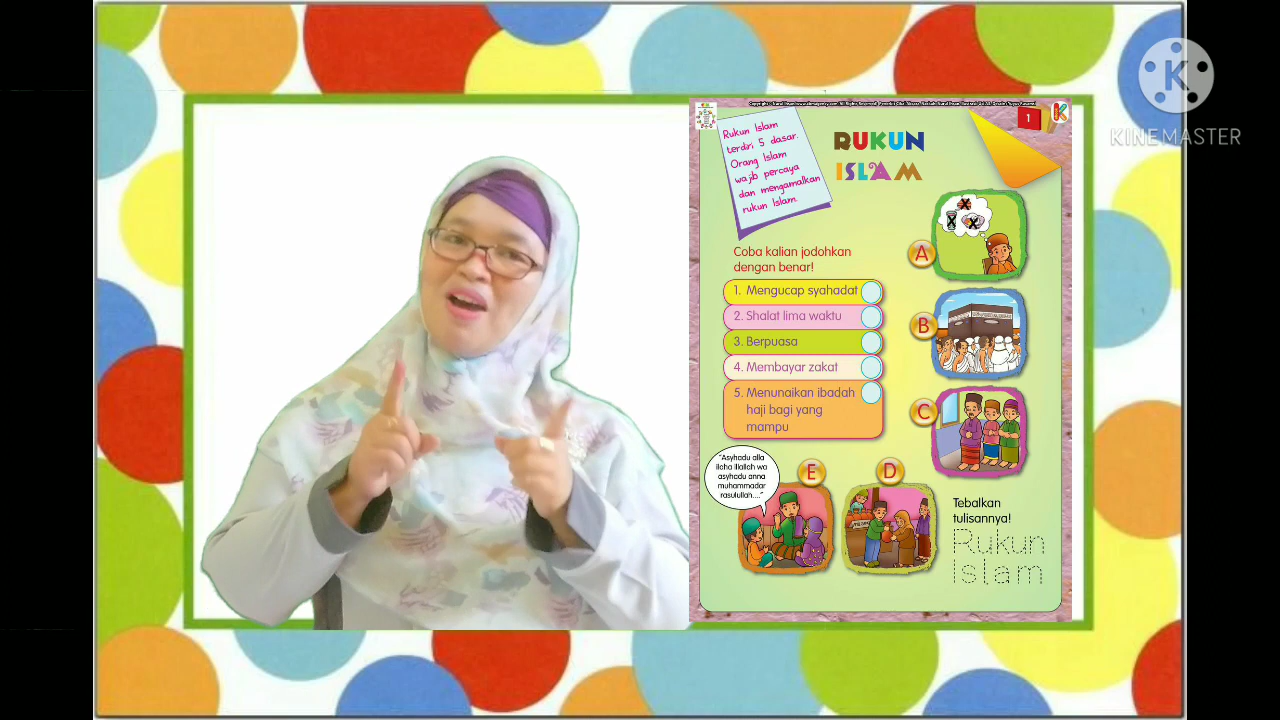 KINEMASTER
1
Rukun Islam
terdiri 5 dasar.
Orang Islam
wajib percaya
dan mengamalkan
rukun Islam.
RUKUN
ISLAM
Coba kalian jodohkan
dengan benar!
1. Mengucap syahadat
2. Shalat lima waktu
3. Berpuasa
4. Membayar zakat
5. Menunaikan ibadah
haji bagi yang
mampu
A
B
C
"Asyhadu alla
ilaha illallah wa
asyhadu anna
muhammadar
rasulullah...."
E
D
Tebalkan
tulisannya!
Rukun
Islam